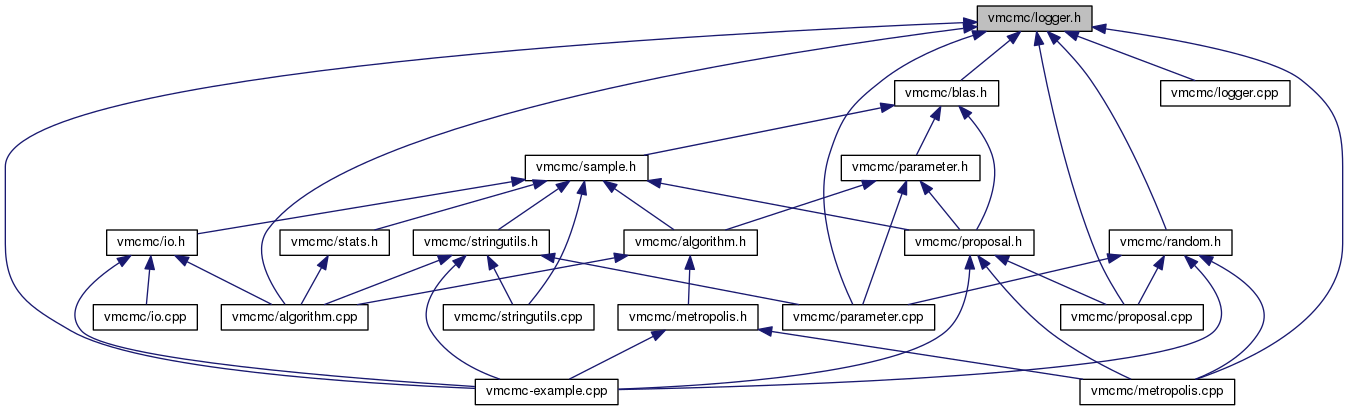 vmcmc/logger.h
vmcmc/blas.h
vmcmc/logger.cpp
vmcmc/sample.h
vmcmc/parameter.h
vmcmc/io.h
vmcmc/stats.h
vmcmc/stringutils.h
vmcmc/algorithm.h
vmcmc/proposal.h
vmcmc/random.h
vmcmc/io.cpp
vmcmc/algorithm.cpp
vmcmc/stringutils.cpp
vmcmc/metropolis.h
vmcmc/parameter.cpp
vmcmc/proposal.cpp
vmcmc-example.cpp
vmcmc/metropolis.cpp